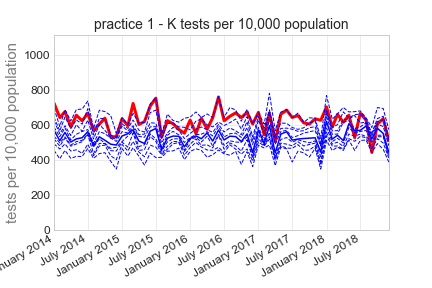 practice 1 - K tests per 10,000 population
tests per 10,000 population
1000
800
600
400
200
0
nuary 2014
July 2014
January 2015
July 2015
January 2016
July 2016
January 2017
July 2017
January 2018
July 2018